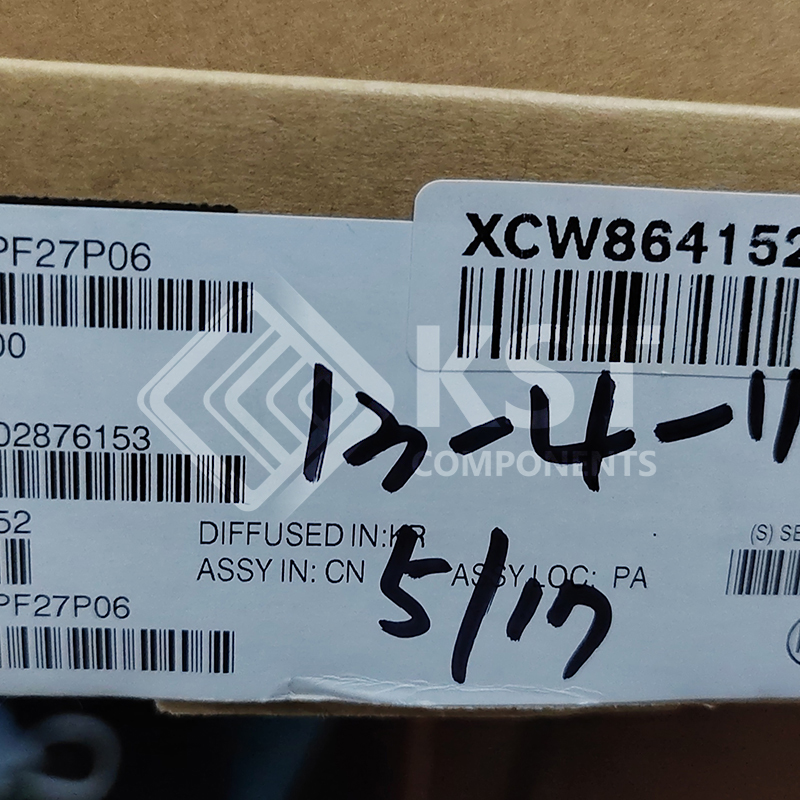 PF27P06
XCW864152
00
KST
COMPONENTS
13-4-11
02876153
52
DIFFUSED IN:KR
(S) SE
ASSY IN: CN
ASSY LOC: PA
5/17
PF27P06